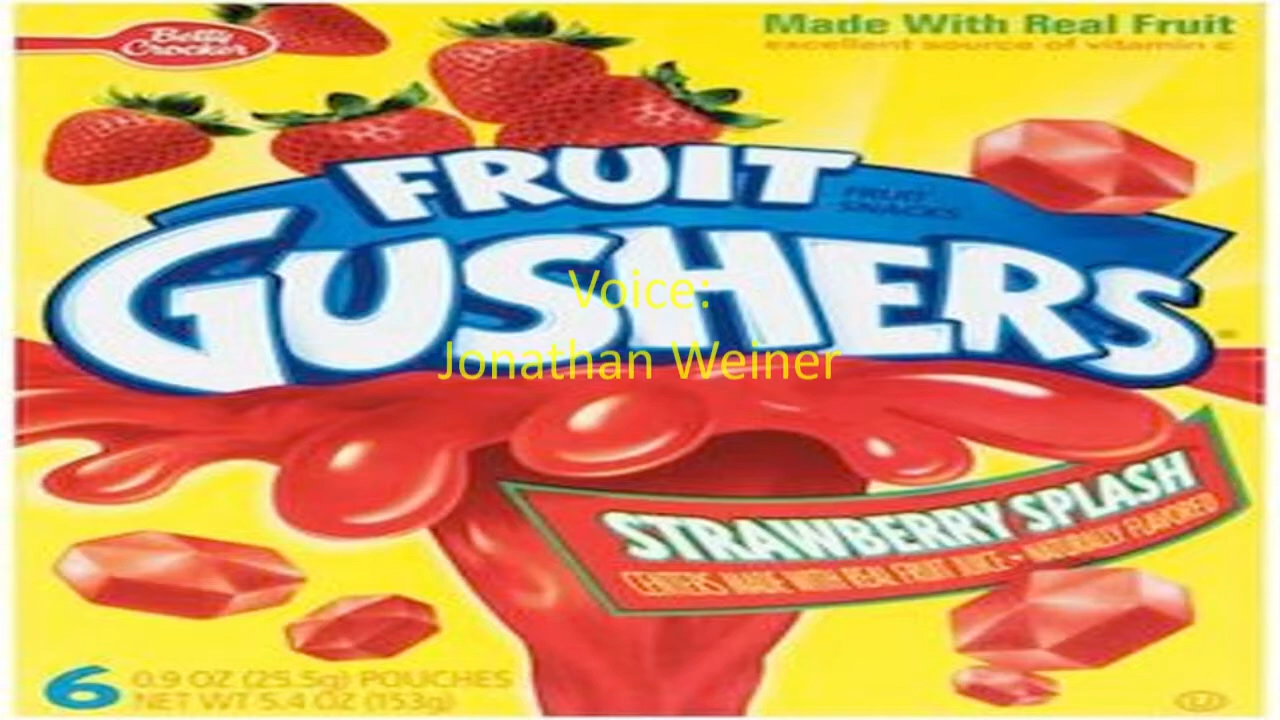 Betty
Crocker
Made With Real Fruit
excellent source of vitamin c
FRUIT
FRUIT
SNACKS
GUSHERS
Voice:
Jonathan Weiner
STRAWBERRY SPLASH
CENTERS MADE WITH REAL FRUIT JUICE • NATURALLY FLAVORED
6 0.9 OZ (25.5g) POUCHES
NET WT 5.4 OZ (153g)
U